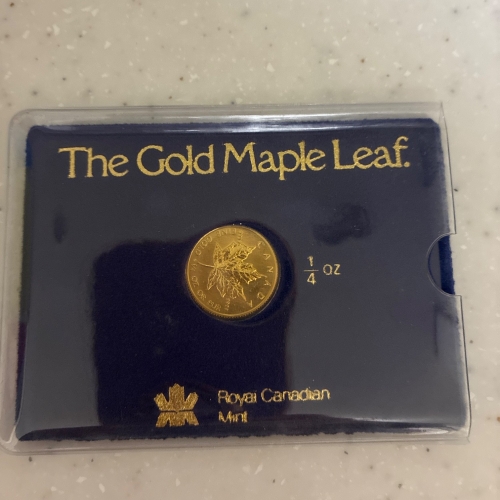 The Gold Maple Leaf.
CANADA
1/4 OZ
Royal Canadian
Mint